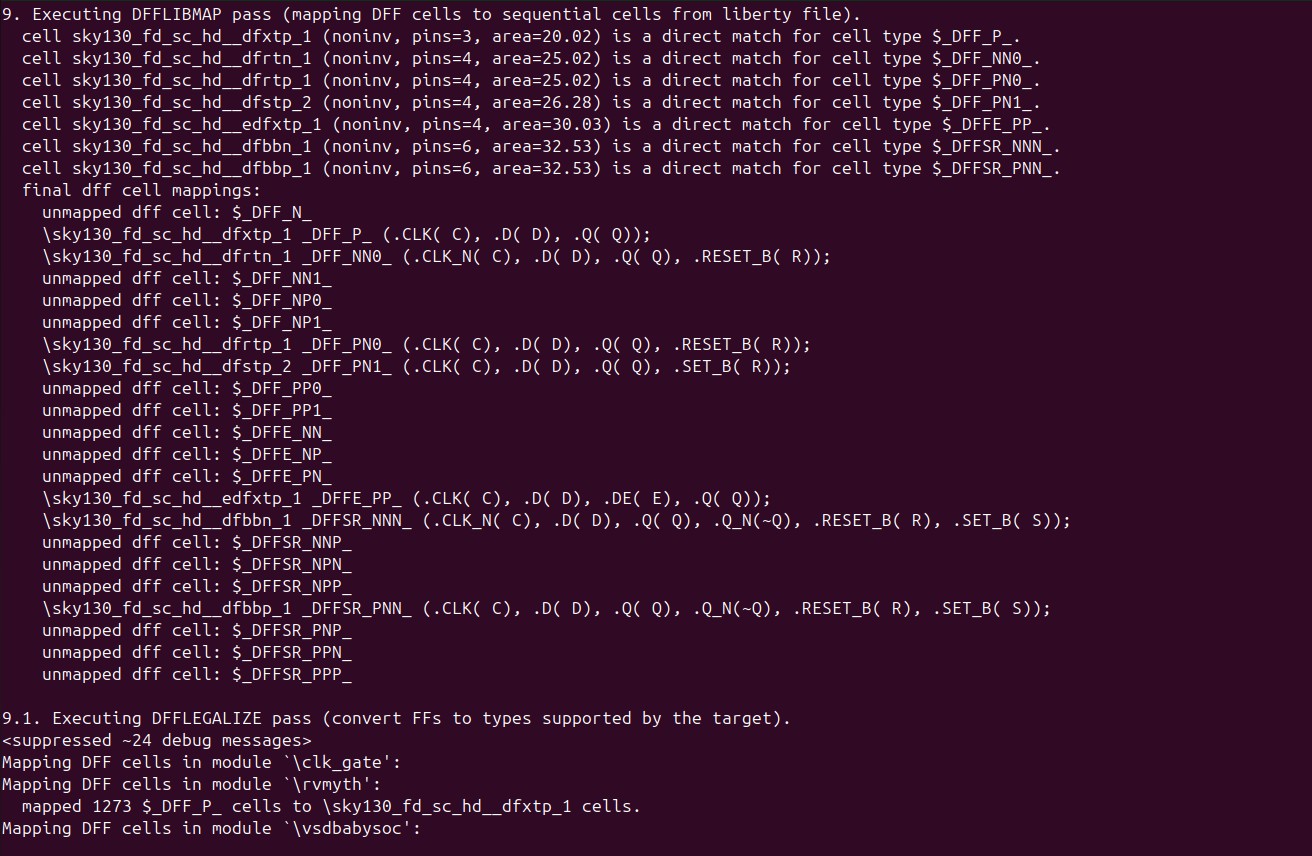 9. Executing DFFLIBMAP pass (mapping DFF cells to sequential cells from liberty file).
  cell sky130_fd_sc_hd__dfxtp_1 (noninv, pins=3, area=20.02) is a direct match for cell type $_DFF_P_.
  cell sky130_fd_sc_hd__dfrtn_1 (noninv, pins=4, area=25.02) is a direct match for cell type $_DFF_NN0_.
  cell sky130_fd_sc_hd__dfrtp_1 (noninv, pins=4, area=25.02) is a direct match for cell type $_DFF_PN0_.
  cell sky130_fd_sc_hd__dfstp_2 (noninv, pins=4, area=26.28) is a direct match for cell type $_DFF_PN1_.
  cell sky130_fd_sc_hd__edfxtp_1 (noninv, pins=4, area=30.03) is a direct match for cell type $_DFFE_PP_.
  cell sky130_fd_sc_hd__dfbbn_1 (noninv, pins=6, area=32.53) is a direct match for cell type $_DFFSR_NNN_.
  cell sky130_fd_sc_hd__dfbbp_1 (noninv, pins=6, area=32.53) is a direct match for cell type $_DFFSR_PNN_.
  final dff cell mappings:
    unmapped dff cell: $_DFF_N_
    \sky130_fd_sc_hd__dfxtp_1 _DFF_P_ (.CLK( C), .D( D), .Q( Q));
    \sky130_fd_sc_hd__dfrtn_1 _DFF_NN0_ (.CLK_N( C), .D( D), .Q( Q), .RESET_B( R));
    unmapped dff cell: $_DFF_NN1_
    unmapped dff cell: $_DFF_NP0_
    unmapped dff cell: $_DFF_NP1_
    \sky130_fd_sc_hd__dfrtp_1 _DFF_PN0_ (.CLK( C), .D( D), .Q( Q), .RESET_B( R));
    \sky130_fd_sc_hd__dfstp_2 _DFF_PN1_ (.CLK( C), .D( D), .Q( Q), .SET_B( R));
    unmapped dff cell: $_DFF_PP0_
    unmapped dff cell: $_DFF_PP1_
    unmapped dff cell: $_DFFE_NN_
    unmapped dff cell: $_DFFE_NP_
    unmapped dff cell: $_DFFE_PN_
    \sky130_fd_sc_hd__edfxtp_1 _DFFE_PP_ (.CLK( C), .D( D), .DE( E), .Q( Q));
    \sky130_fd_sc_hd__dfbbn_1 _DFFSR_NNN_ (.CLK_N( C), .D( D), .Q( Q), .Q_N(~Q), .RESET_B( R), .SET_B( S));
    unmapped dff cell: $_DFFSR_NNP_
    unmapped dff cell: $_DFFSR_NPN_
    unmapped dff cell: $_DFFSR_NPP_
    \sky130_fd_sc_hd__dfbbp_1 _DFFSR_PNN_ (.CLK( C), .D( D), .Q( Q), .Q_N(~Q), .RESET_B( R), .SET_B( S));
    unmapped dff cell: $_DFFSR_PNP_
    unmapped dff cell: $_DFFSR_PPN_
    unmapped dff cell: $_DFFSR_PPP_

9.1. Executing DFFLEGALIZE pass (convert FFs to types supported by the target).
<suppressed ~24 debug messages>
Mapping DFF cells in module `\clk_gate':
Mapping DFF cells in module `\rvmyth':
  mapped 1273 $_DFF_P_ cells to \sky130_fd_sc_hd__dfxtp_1 cells.
Mapping DFF cells in module `\vsdbabysoc':